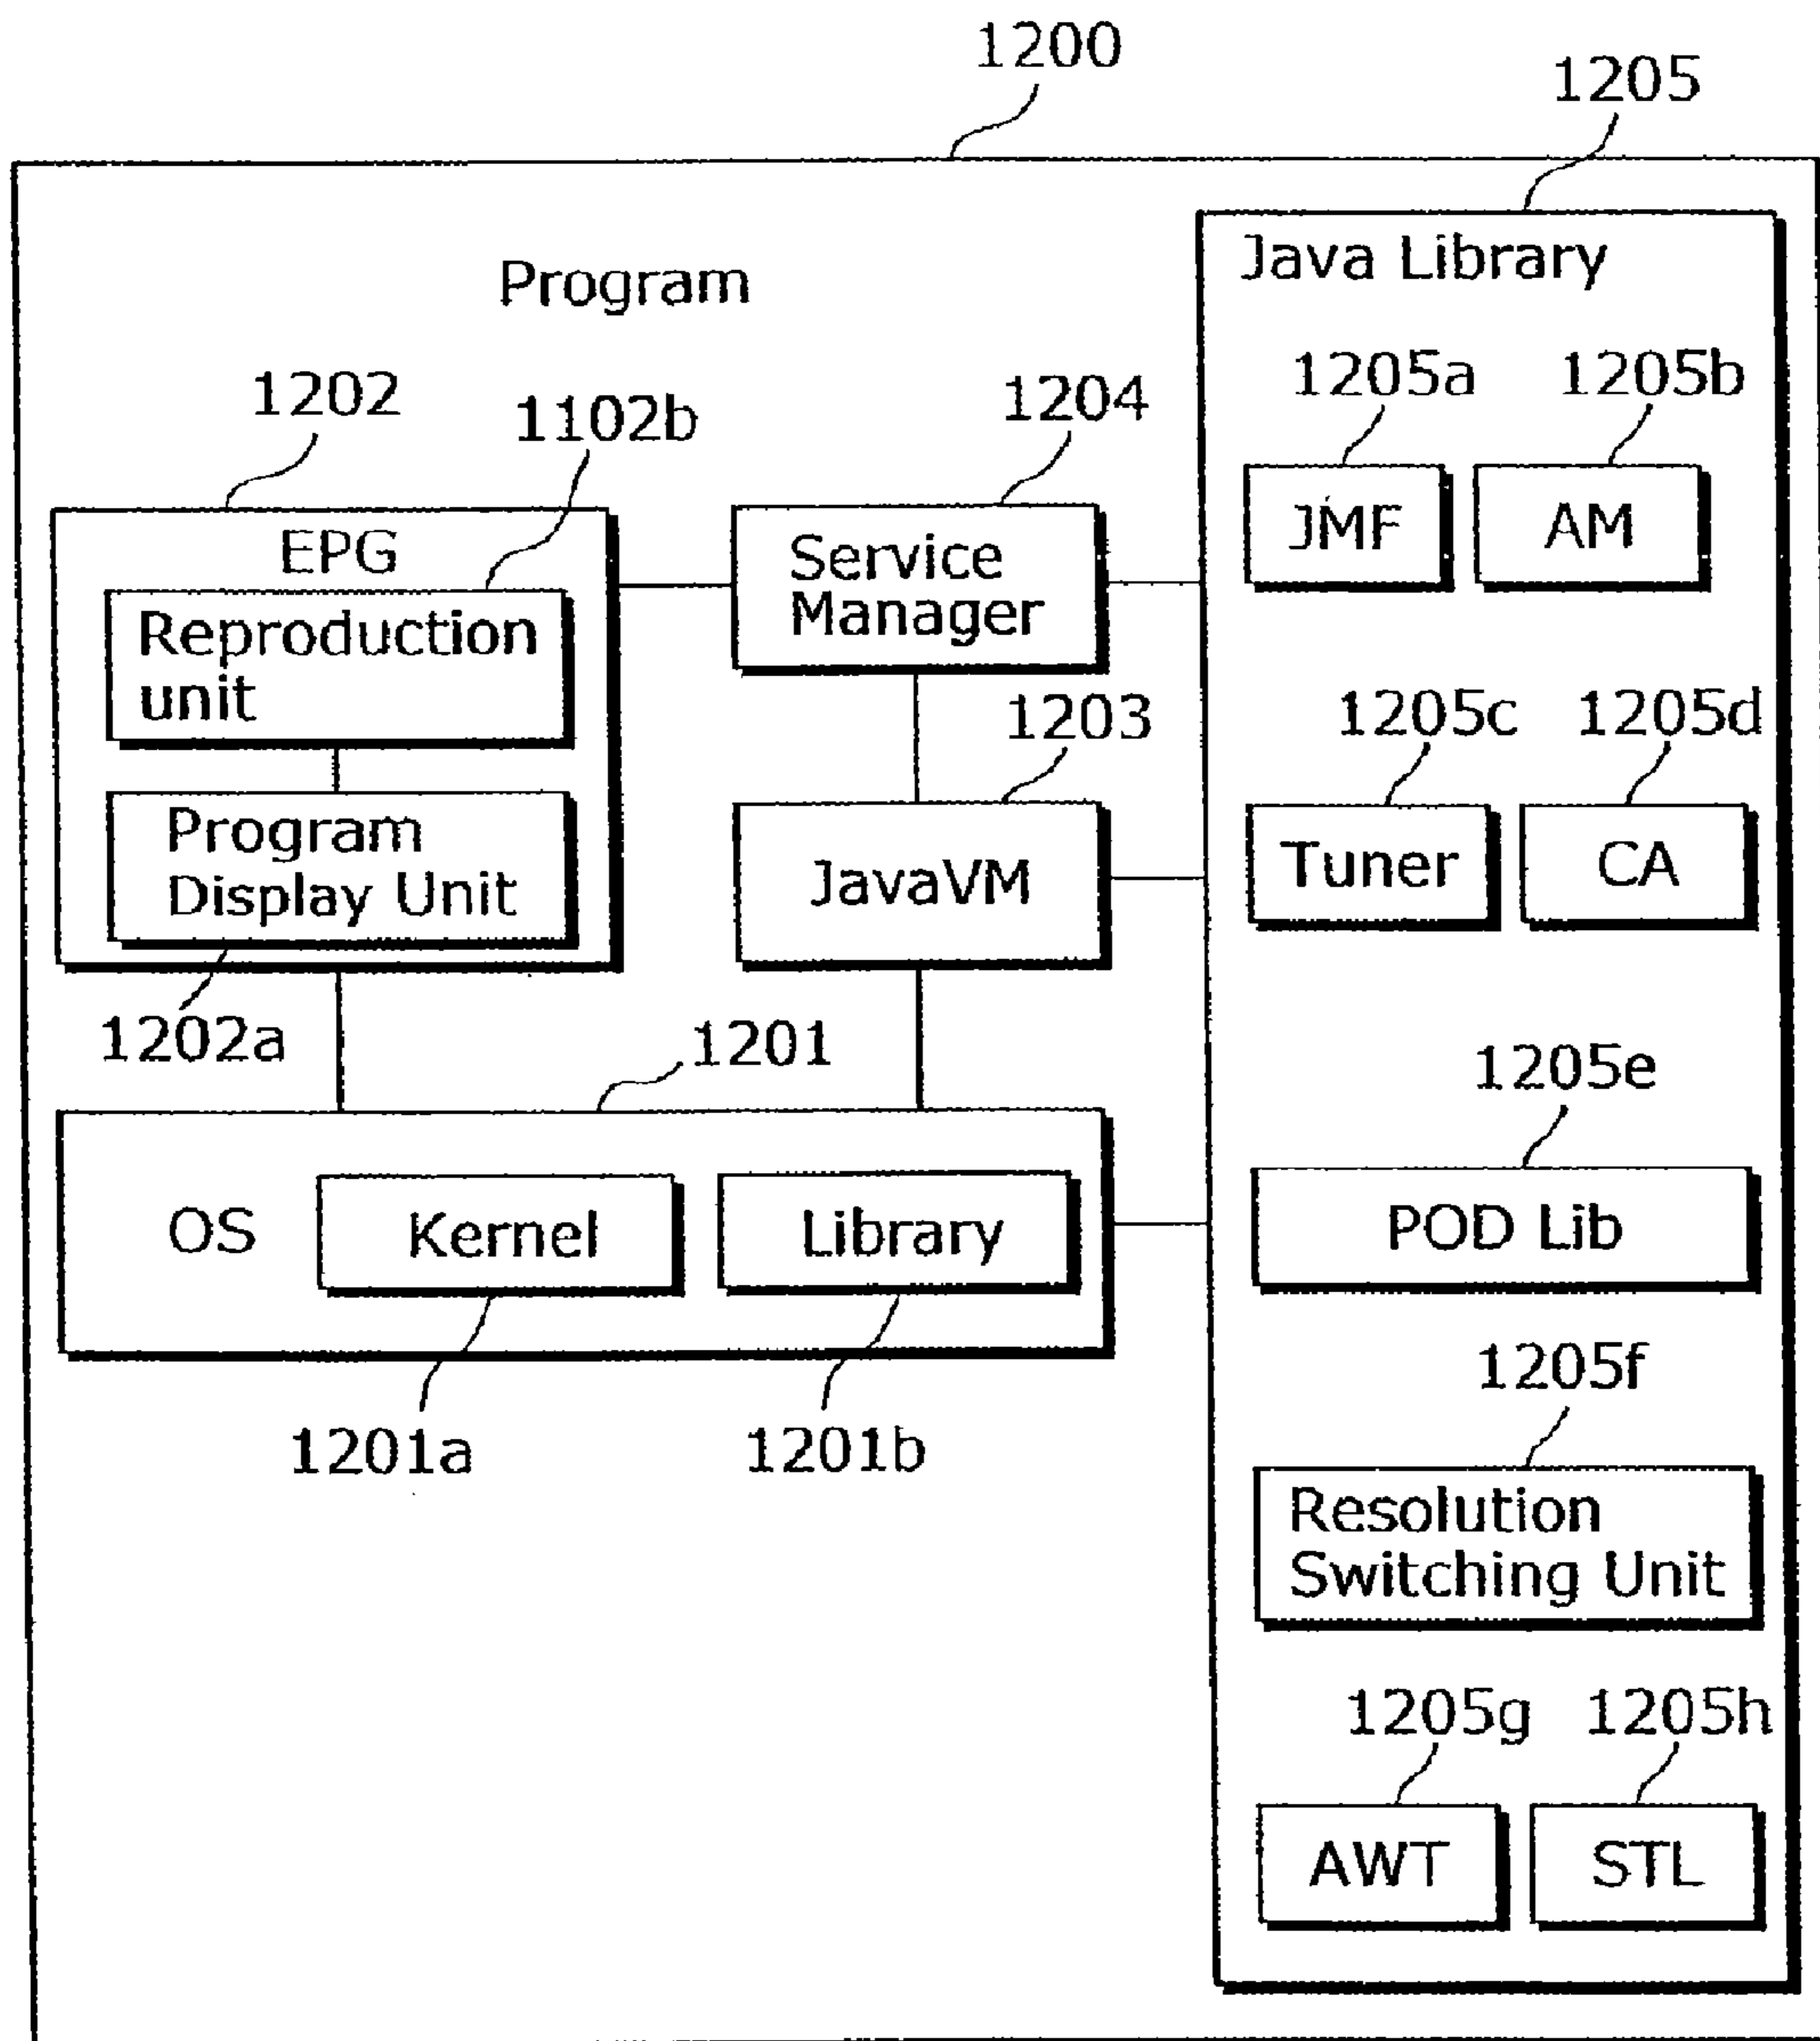 1200
1205
Program
Java Library
1202
1102b
1204
1205a
1205b
EPG
Reproduction
unit
Service
Manager
JMF
AM
1203
1205c
1205d
Program
Display Unit
JavaVM
Tuner
CA
1202a
1201
1205e
OS
Kernel
Library
POD Lib
1201a
1201b
1205f
Resolution
Switching Unit
1205g
1205h
AWT
STL